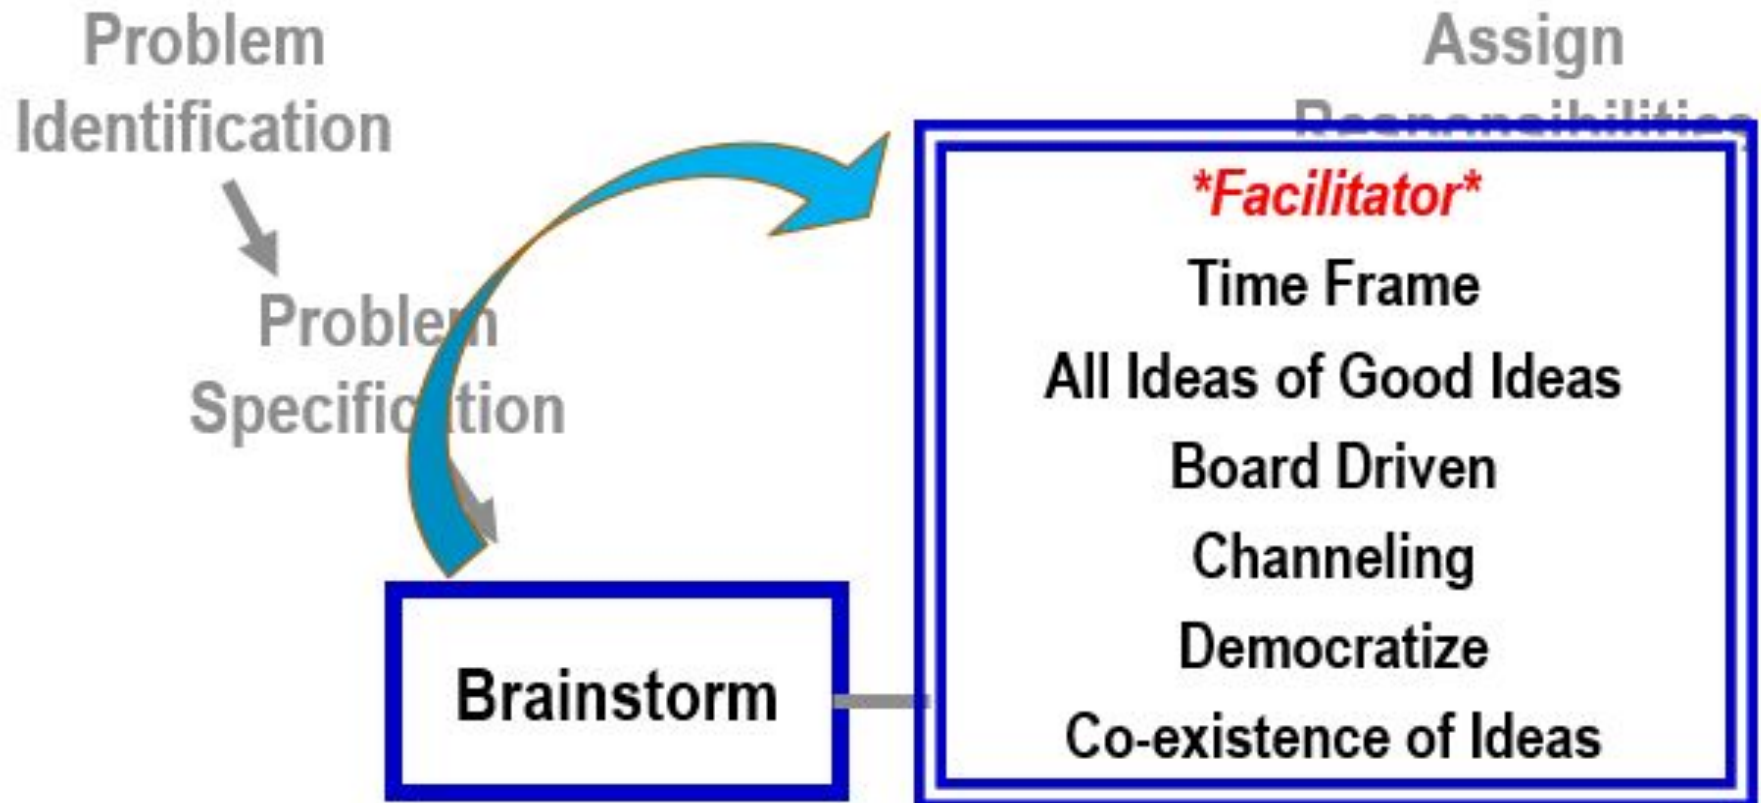 Problem
Identification
Problem
Specification
Brainstorm
Assign
Responsibilities
*Facilitator*
Time Frame
All Ideas of Good Ideas
Board Driven
Channeling
Democratize
Co-existence of Ideas